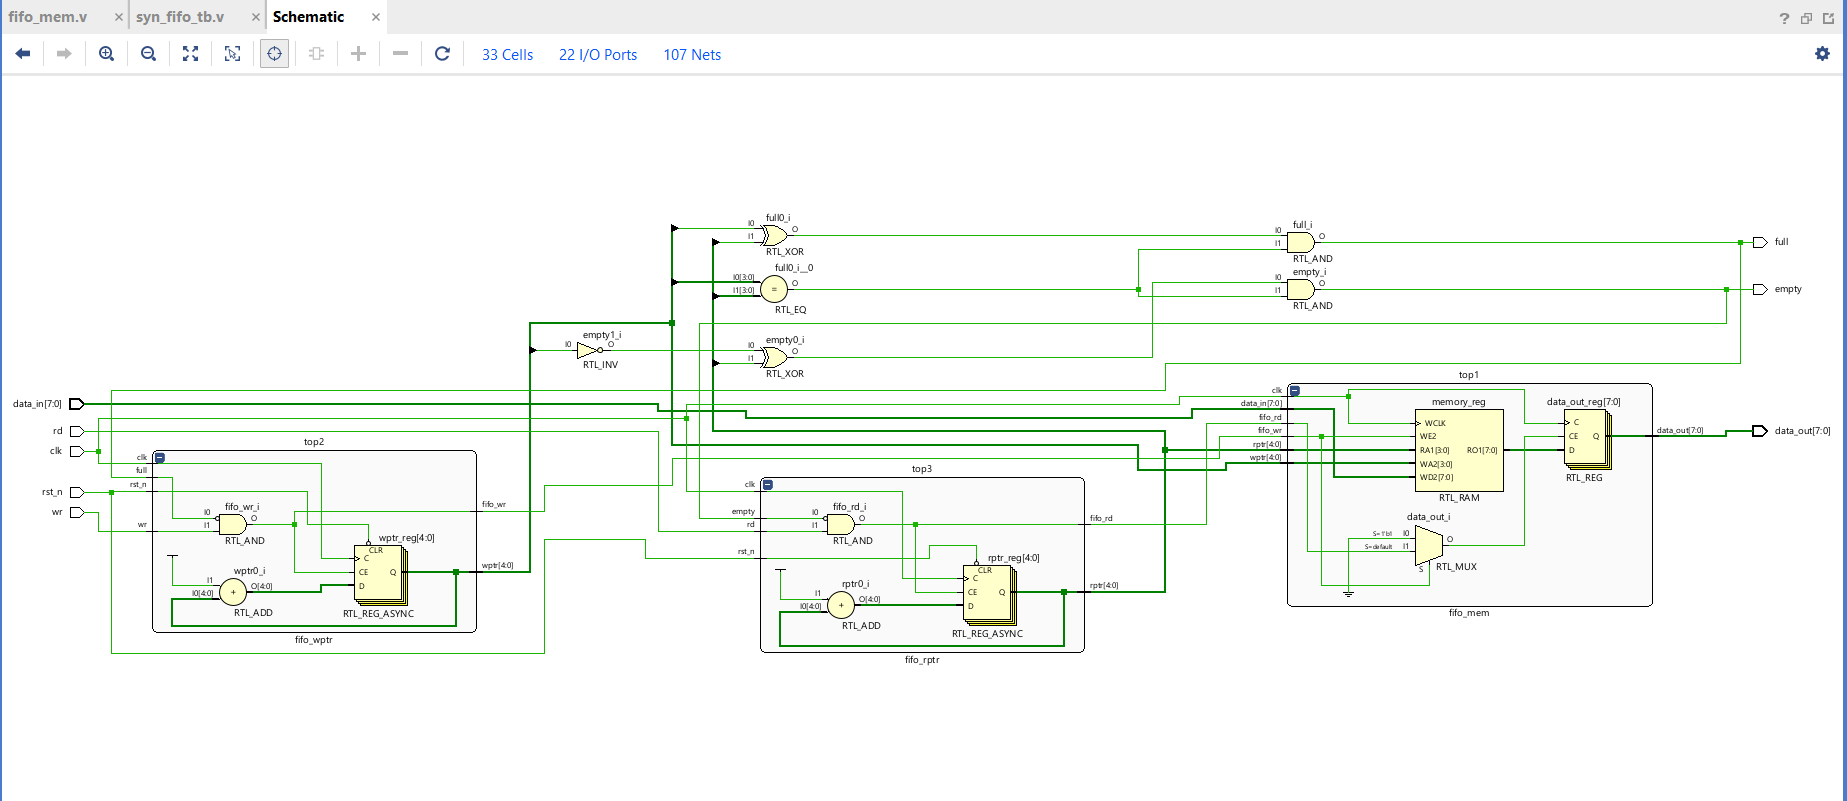 fifo_mem.v × syn_fifo_tb.v × Schematic ×
33 Cells 22 I/O Ports 107 Nets
full0_i
I0
I1
O
RTL_XOR
full0_i__0
I0[3:0]
I1[3:0]
=
O
RTL_EQ
full_i
I0
I1
O
RTL_AND
full
empty_i
I0
I1
O
RTL_AND
empty
empty1_i
I0
O
RTL_INV
empty0_i
I0
I1
O
RTL_XOR
data_in[7:0]
rd
clk
rst_n
wr
top2
clk
full
rst_n
wr
fifo_wr_i
I0
I1
O
RTL_AND
fifo_wr
wptr_reg[4:0]
CLR
C
CE
D
Q
RTL_REG_ASYNC
wptr[4:0]
wptr0_i
I1
I0[4:0]
+
O[4:0]
RTL_ADD
fifo_wptr
top3
clk
empty
rd
rst_n
fifo_rd_i
I0
I1
O
RTL_AND
fifo_rd
rptr_reg[4:0]
CLR
C
CE
D
Q
RTL_REG_ASYNC
rptr[4:0]
rptr0_i
I1
I0[4:0]
+
O[4:0]
RTL_ADD
fifo_rptr
top1
clk
data_in[7:0]
fifo_rd
fifo_wr
rptr[4:0]
wptr[4:0]
memory_reg
WCLK
WE2
RA1[3:0]
WA2[3:0]
WD2[7:0]
RO1[7:0]
RTL_RAM
data_out_reg[7:0]
C
CE
D
Q
RTL_REG
data_out[7:0]
data_out[7:0]
data_out_i
S=1'b1 I0
S=default I1
O
S
RTL_MUX
fifo_mem